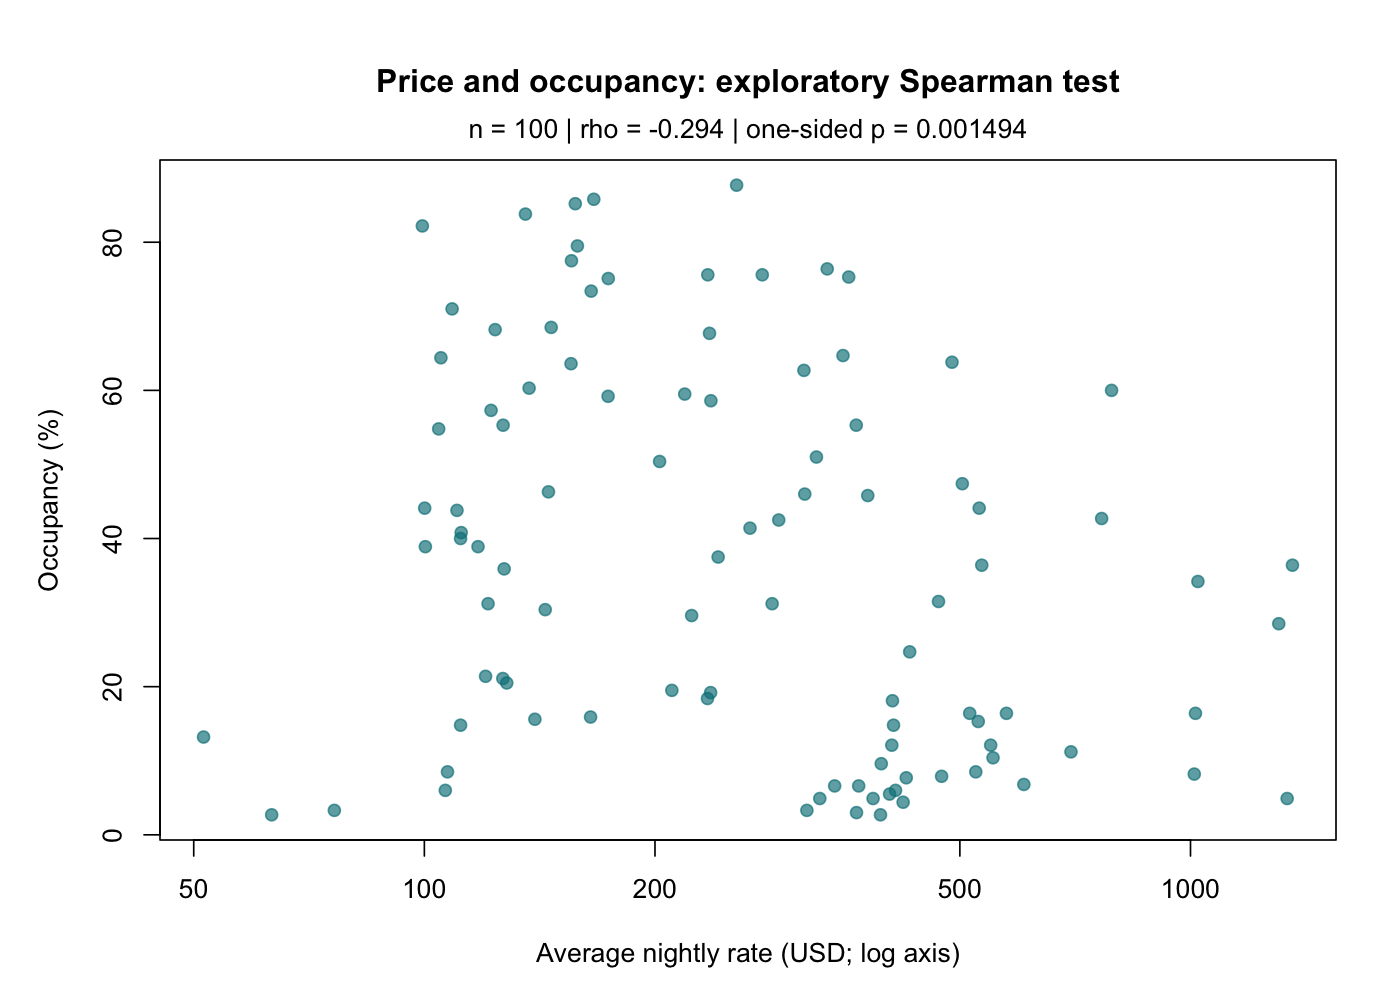 Price and occupancy: exploratory Spearman test
n = 100 | rho = -0.294 | one-sided p = 0.001494
Occupancy (%)
80
60
40
20
0
50 100 200 500 1000
Average nightly rate (USD; log axis)